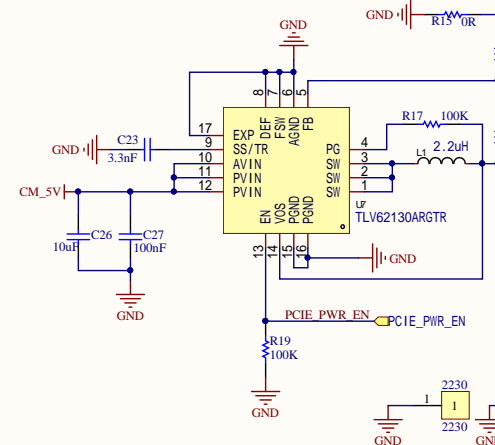 GND
GND
R15 0R
8
7
6
5
DEF
FSW
AGND
FB
17
EXP
R17 100K
C23
GND
3.3nF
9
SS/TR
PG
4
10
AVIN
SW
3
L1 2.2uH
11
PVIN
SW
2
CM_5V
12
PVIN
SW
1
U7
TLV62130ARGTR
EN
VOS
PGND
PGND
C26
10uF
C27
100nF
13
14
15
16
GND
GND
PCIE_PWR_EN
PCIE_PWR_EN
R19
100K
GND
2230
1
1
2230
GND
GND